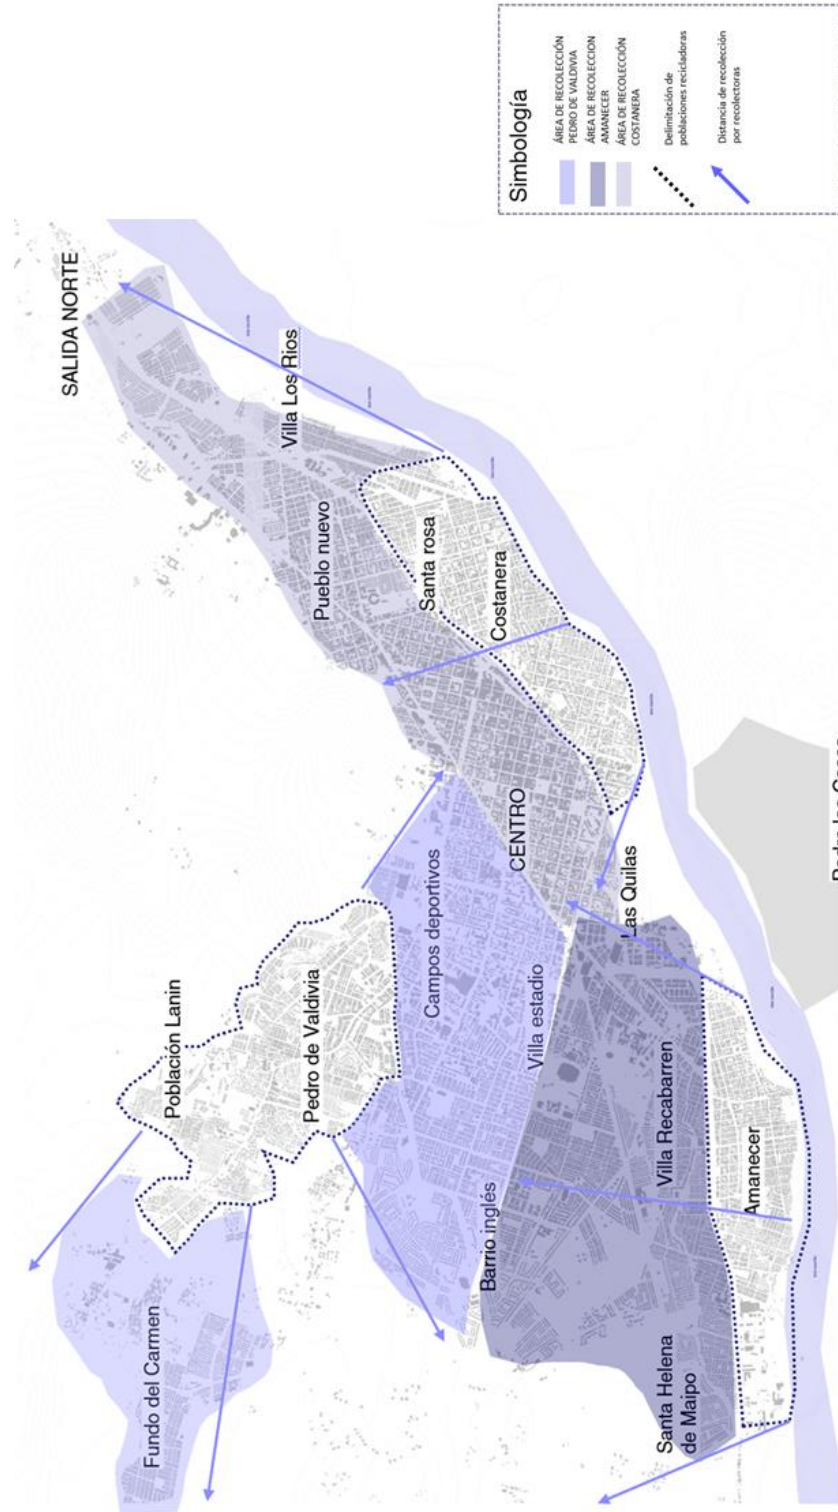 Simbología
ÁREA DE RECOLECCIÓN
PEDRO DE VALDIVIA
ÁREA DE RECOLECCION
AMANECER
ÁREA DE RECOLECCIÓN
COSTANERA
Delimitación de
poblaciones recicladoras
Distancia de recolección
por recolectoras
SALIDA NORTE
Villa Los Rios
Pueblo nuevo
Santa rosa
Costanera
CENTRO
Las Quilas
Campos deportivos
Villa estadio
Población Lanin
Pedro de Valdivia
Fundo del Carmen
Barrio inglés
Villa Recabarren
Amanecer
Santa Helena
de Maipo